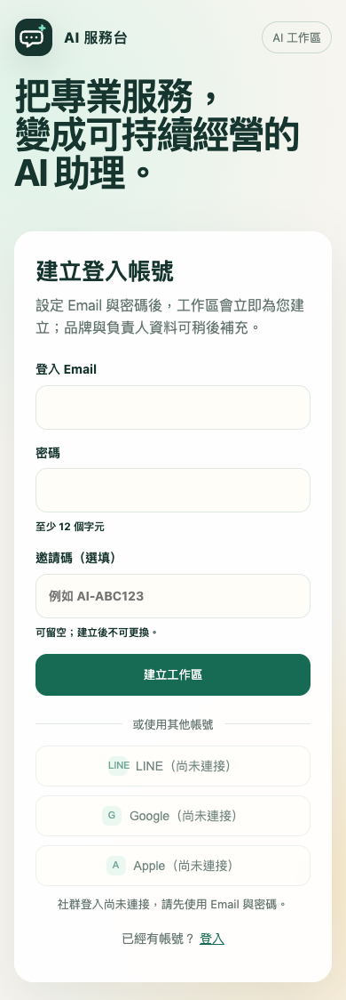 AI 服務台
AI 工作區
把專業服務，
變成可持續經營的
AI 助理。
建立登入帳號
設定 Email 與密碼後，工作區會立即為您建
立；品牌與負責人資料可稍後補充。
登入 Email
密碼
至少 12 個字元
邀請碼（選填）
例如 AI-ABC123
可留空；建立後不可更換。
建立工作區
或使用其他帳號
LINE LINE（尚未連接）
G Google（尚未連接）
A Apple（尚未連接）
社群登入尚未連接，請先使用 Email 與密碼。
已經有帳號？ 登入